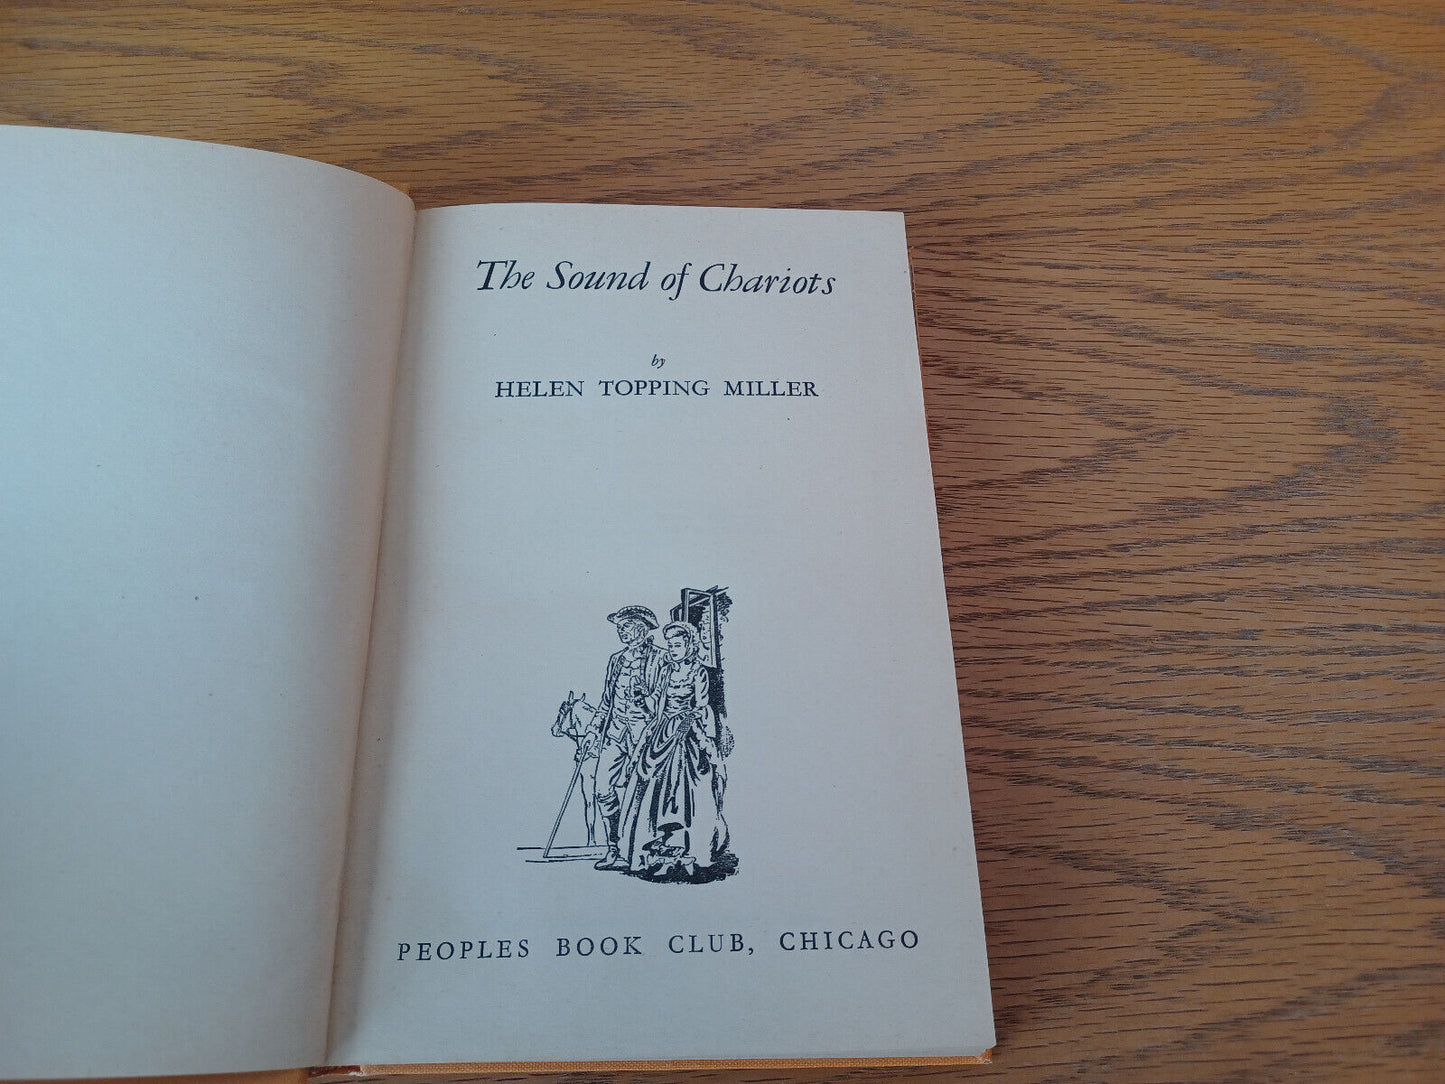 The Sound of Chariots
by
HELEN TOPPING MILLER
PEOPLES BOOK CLUB, CHICAGO